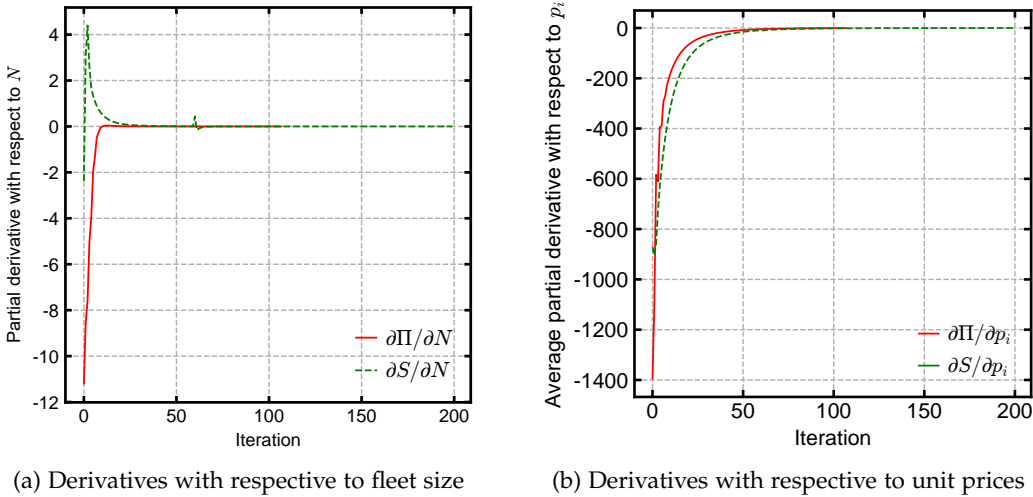 Partial derivative with respect to N
4
2
0
-2
-4
-6
-8
-10
-12
0
50
100
150
200
Iteration
∂Π/∂N
∂S/∂N
(a) Derivatives with respective to fleet size
Average partial derivative with respect to p_i
0
-200
-400
-600
-800
-1000
-1200
-1400
0
50
100
150
200
Iteration
∂Π/∂p_i
∂S/∂p_i
(b) Derivatives with respective to unit prices